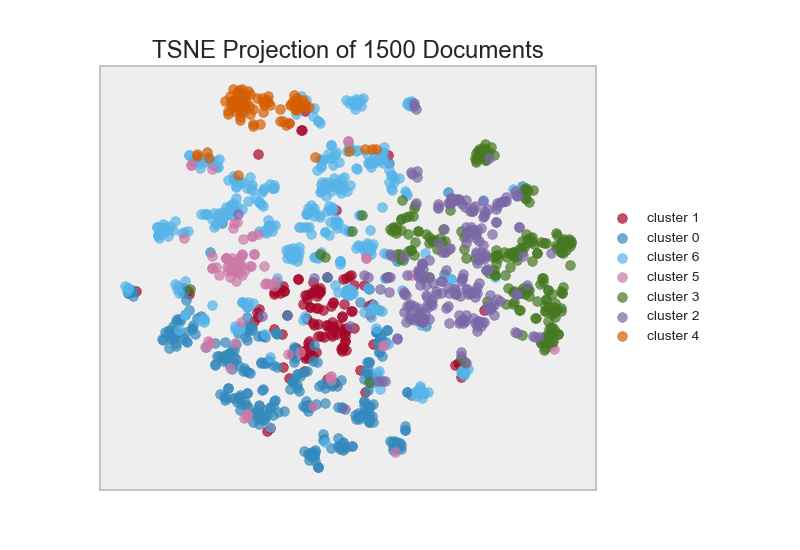 TSNE Projection of 1500 Documents
cluster 1
cluster 0
cluster 6
cluster 5
cluster 3
cluster 2
cluster 4